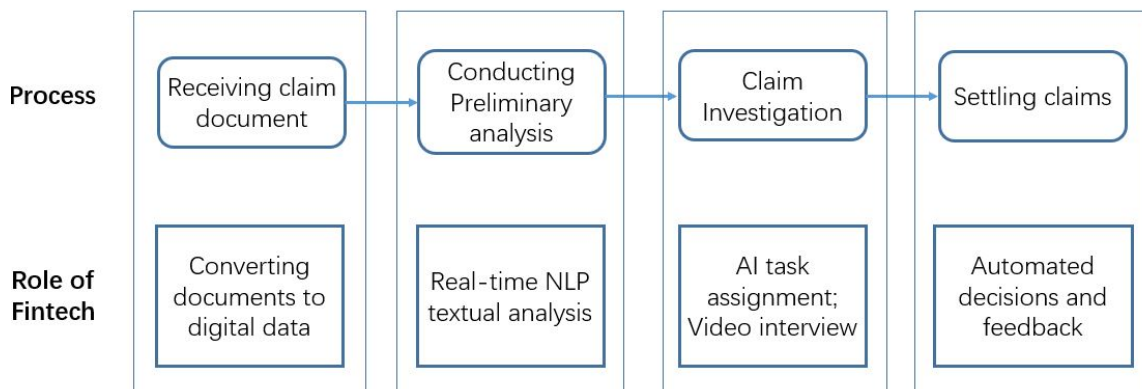 Process
Receiving claim
document
Conducting
Preliminary
analysis
Claim
Investigation
Settling claims
Role of
Fintech
Converting
documents to
digital data
Real-time NLP
textual analysis
AI task
assignment;
Video interview
Automated
decisions and
feedback